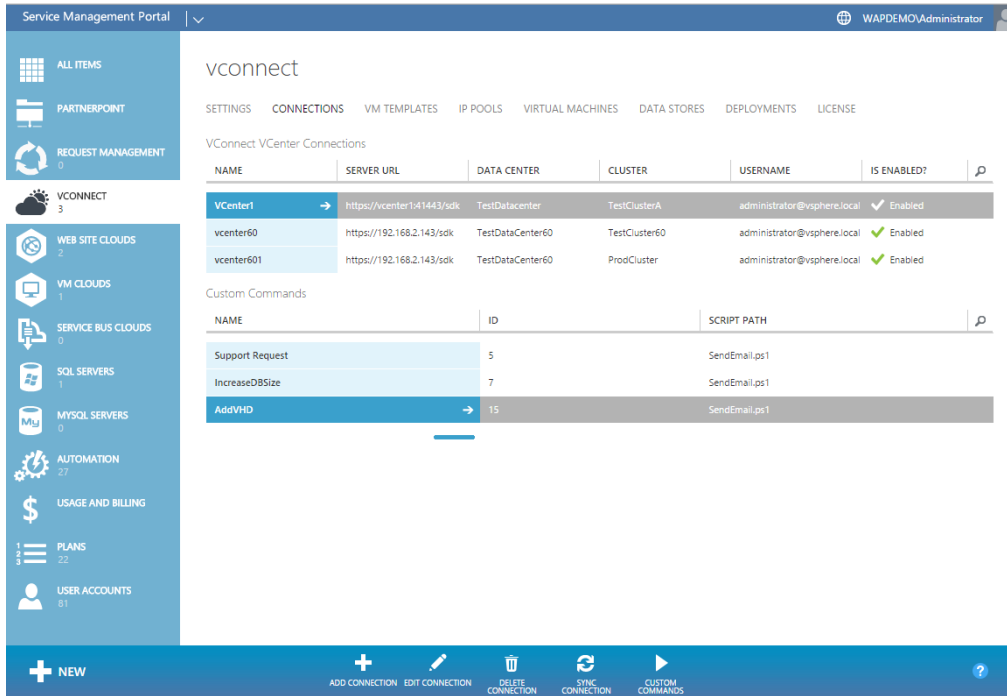 Service Management Portal
WAPDEMO\Administrator
ALL ITEMS
PARTNERPOINT
REQUEST MANAGEMENT
0
VCONNECT
3
WEB SITE CLOUDS
2
VM CLOUDS
1
SERVICE BUS CLOUDS
0
SQL SERVERS
1
My
MYSQL SERVERS
0
AUTOMATION
27
$
USAGE AND BILLING
1
2
3
PLANS
22
USER ACCOUNTS
81
vconnect
SETTINGS CONNECTIONS VM TEMPLATES IP POOLS VIRTUAL MACHINES DATA STORES DEPLOYMENTS LICENSE
VConnect VCenter Connections
NAME SERVER URL DATA CENTER CLUSTER USERNAME IS ENABLED?
VCenter1 https://vcenter1:41443/sdk TestDatacenter TestClusterA administrator@vsphere.local Enabled
vcenter60 https://192.168.2.143/sdk TestDataCenter60 TestCluster60 administrator@vsphere.local Enabled
vcenter601 https://192.168.2.143/sdk TestDataCenter60 ProdCluster administrator@vsphere.local Enabled
Custom Commands
NAME ID SCRIPT PATH
Support Request 5 SendEmail.ps1
IncreaseDBSize 7 SendEmail.ps1
AddVHD 15 SendEmail.ps1
NEW
ADD CONNECTION EDIT CONNECTION DELETE CONNECTION SYNC CONNECTION CUSTOM COMMANDS
?